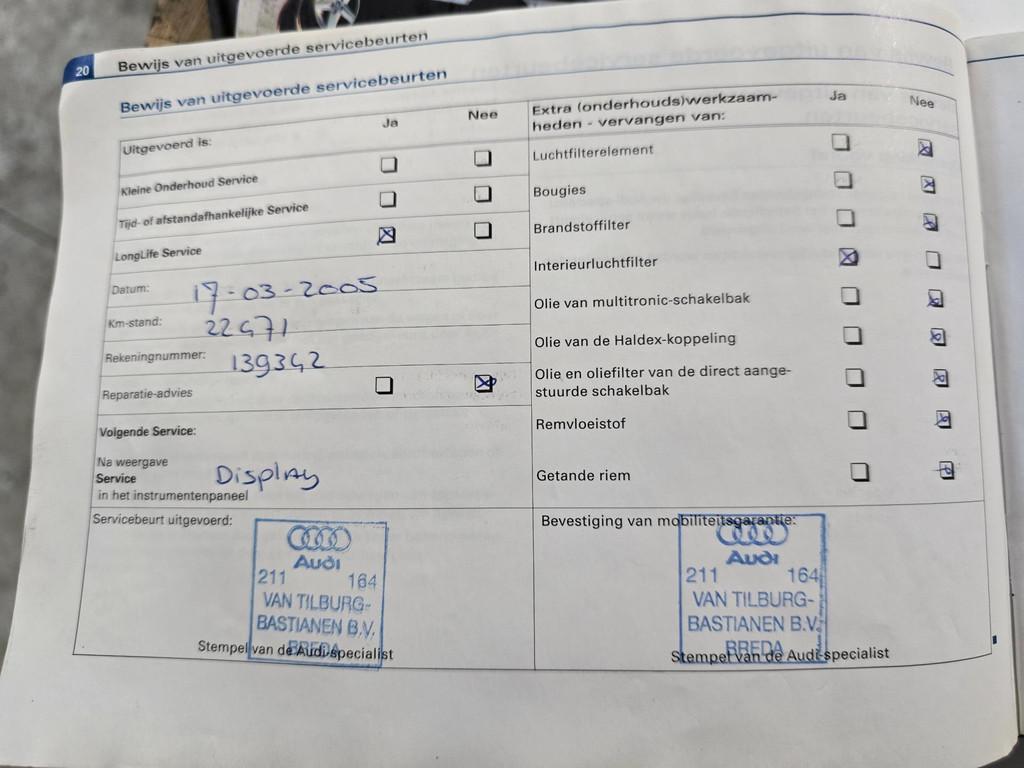 20
Bewijs van uitgevoerde servicebeurten
Bewijs van uitgevoerde servicebeurten
Uitgevoerd is:
Ja
Nee
Kleine Onderhoud Service
Tijd- of afstandafhankelijke Service
LongLife Service
Datum: 17-03-2005
Km-stand: 22471
Rekeningnummer: 139342
Reparatie-advies
Volgende Service:
Na weergave
Service
in het instrumentenpaneel
Display
Servicebeurt uitgevoerd:
Audi
211 164
VAN TILBURG-
BASTIANEN B.V.
BREDA
Stempel van de Audi-specialist
Extra (onderhouds)werkzaam-
heden - vervangen van:
Ja
Nee
Luchtfilterelement
Bougies
Brandstoffilter
Interieurluchtfilter
Olie van multitronic-schakelbak
Olie van de Haldex-koppeling
Olie en oliefilter van de direct aange-
stuurde schakelbak
Remvloeistof
Getande riem
Bevestiging van mobiliteitsgarantie:
Audi
211 164
VAN TILBURG-
BASTIANEN B.V.
BREDA
Stempel van de Audi-specialist